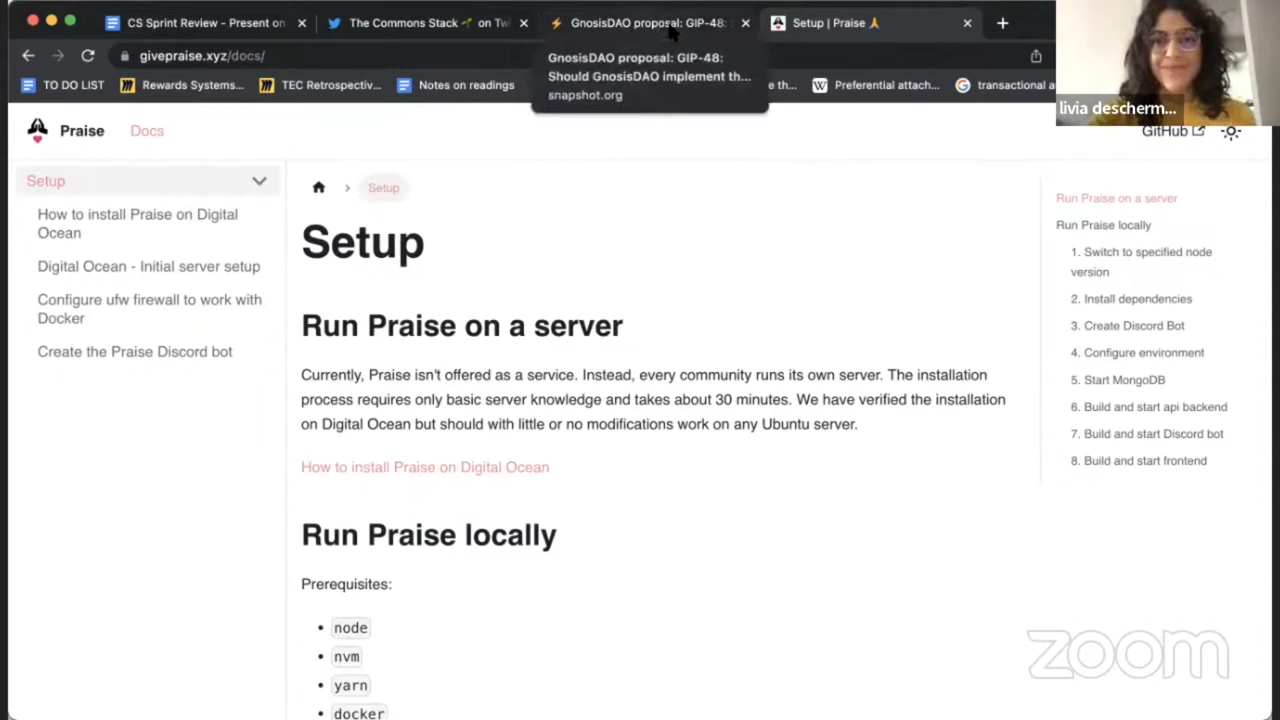 CS Sprint Review - Present on
The Commons Stack 🌱 on Tw
GnosisDAO proposal: GIP-48:
Setup | Praise 🙏
givepraise.xyz/docs/
GnosisDAO proposal: GIP-48:
Should GnosisDAO implement th...
snapshot.org
TO DO LIST
Rewards Systems...
TEC Retrospectiv...
Notes on readings
e th...
Preferential attach...
transactional a
livia descherm...
Praise
Docs
GitHub
Setup
How to install Praise on Digital
Ocean
Digital Ocean - Initial server setup
Configure ufw firewall to work with
Docker
Create the Praise Discord bot
Setup
Setup
Run Praise on a server
Currently, Praise isn't offered as a service. Instead, every community runs its own server. The installation
process requires only basic server knowledge and takes about 30 minutes. We have verified the installation
on Digital Ocean but should with little or no modifications work on any Ubuntu server.
How to install Praise on Digital Ocean
Run Praise locally
Prerequisites:
• node
• nvm
• yarn
• docker
Run Praise on a server
Run Praise locally
1. Switch to specified node
version
2. Install dependencies
3. Create Discord Bot
4. Configure environment
5. Start MongoDB
6. Build and start api backend
7. Build and start Discord bot
8. Build and start frontend
zoom